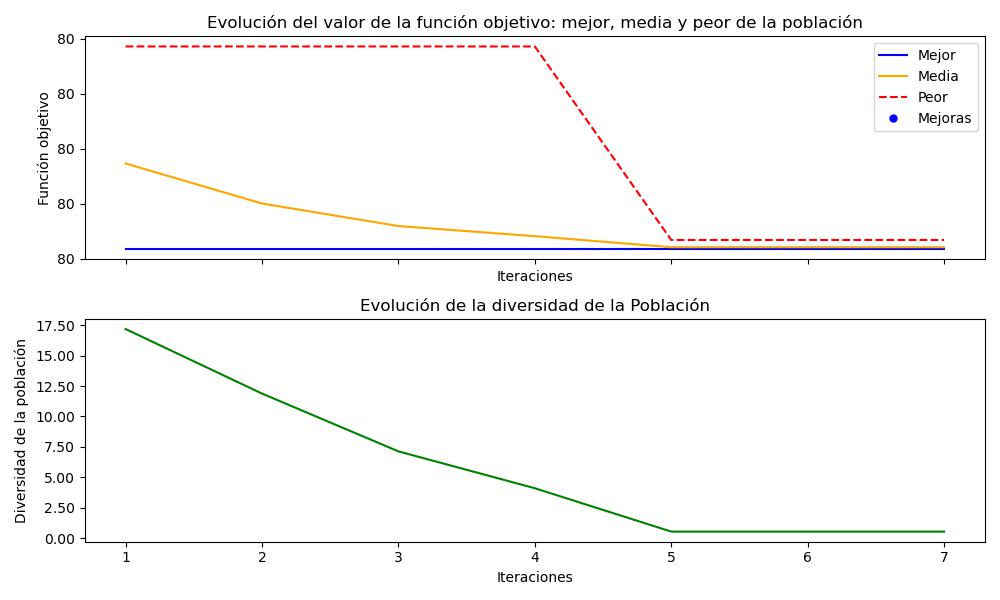 Evolución del valor de la función objetivo: mejor, media y peor de la población
80
80
80
80
80
Función objetivo
Mejor
Media
Peor
Mejoras
Iteraciones
Evolución de la diversidad de la Población
17.50
15.00
12.50
10.00
7.50
5.00
2.50
0.00
Diversidad de la población
1 2 3 4 5 6 7
Iteraciones